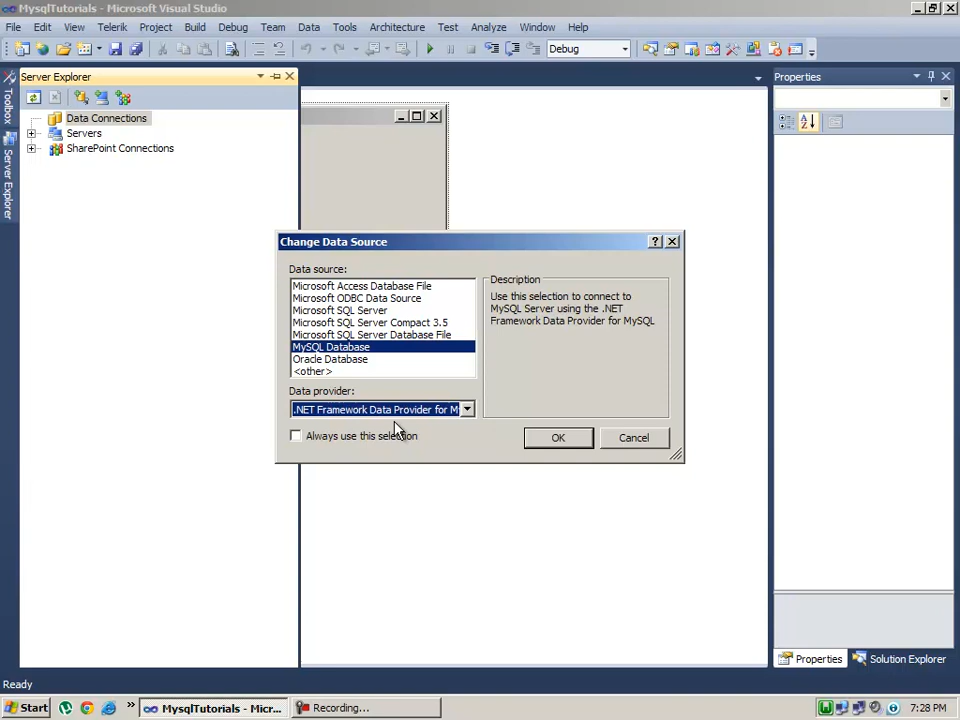 MysqlTutorials - Microsoft Visual Studio
File Edit View Telerik Project Build Debug Team Data Tools Architecture Test Analyze Window Help
Debug
Toolbox
Server Explorer
Server Explorer
Data Connections
Servers
SharePoint Connections
Properties
Change Data Source
Data source:
Microsoft Access Database File
Microsoft ODBC Data Source
Microsoft SQL Server
Microsoft SQL Server Compact 3.5
Microsoft SQL Server Database File
MySQL Database
Oracle Database
<other>
Description
Use this selection to connect to
MySQL Server using the .NET
Framework Data Provider for MySQL
Data provider:
.NET Framework Data Provider for My
Always use this selection
OK
Cancel
Properties
Solution Explorer
Ready
Start
MysqlTutorials - Micr...
Recording...
7:28 PM